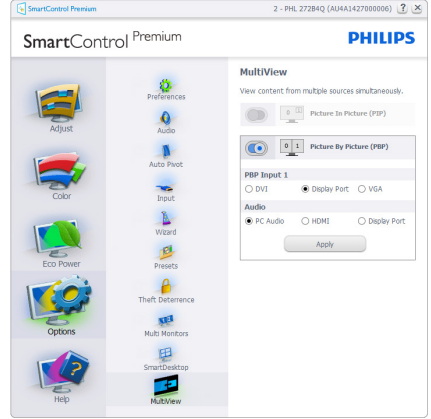 SmartControl Premium
2 - PHL 272B4Q (AU4A1427000006)
SmartControl Premium
PHILIPS
Adjust
Color
Eco Power
Options
Help
Preferences
Audio
Auto Pivot
Input
Wizard
Presets
Theft Deterrence
Multi Monitors
SmartDesktop
MultiView
MultiView
View content from multiple sources simultaneously.
0 Picture In Picture (PIP)
0 1 Picture By Picture (PBP)
PBP Input 1
DVI Display Port VGA
Audio
PC Audio HDMI Display Port
Apply